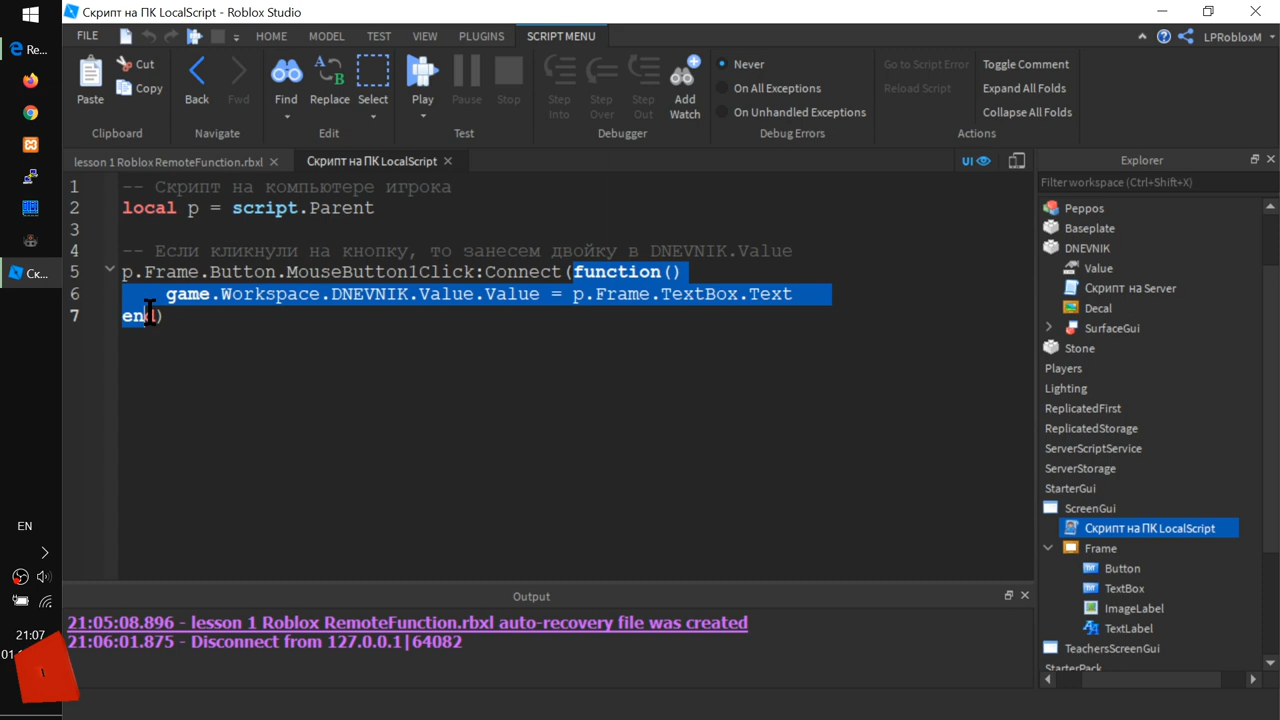 Скрипт на ПК LocalScript - Roblox Studio
Re...
FILE HOME MODEL TEST VIEW PLUGINS SCRIPT MENU LPRobloxM
Paste Cut Copy Back Fwd Find Replace Select Play Pause Stop Step Into Step Over Step Out Add Watch
Never
On All Exceptions
On Unhandled Exceptions
Go to Script Error
Reload Script
Toggle Comment
Expand All Folds
Collapse All Folds
Clipboard Navigate Edit Test Debugger Debug Errors Actions
lesson 1 Roblox RemoteFunction.rbxl Скрипт на ПК LocalScript UI
1 -- Скрипт на компьютере игрока
2 local p = script.Parent
3
4 -- Если кликнули на кнопку, то занесем двойку в DNEVNIK.Value
5 p.Frame.Button.MouseButton1Click:Connect(function()
6 game.Workspace.DNEVNIK.Value.Value = p.Frame.TextBox.Text
7 end)
Explorer
Filter workspace (Ctrl+Shift+X)
Peppos
Baseplate
DNEVNIK
Value
Скрипт на Server
Decal
SurfaceGui
Stone
Players
Lighting
ReplicatedFirst
ReplicatedStorage
ServerScriptService
ServerStorage
StarterGui
ScreenGui
Скрипт на ПК LocalScript
Frame
Button
TextBox
ImageLabel
TextLabel
TeachersScreenGui
StarterPack
Output
21:05:08.896 - lesson 1 Roblox RemoteFunction.rbxl auto-recovery file was created
21:06:01.875 - Disconnect from 127.0.0.1|64082
Ск...
EN
21:07